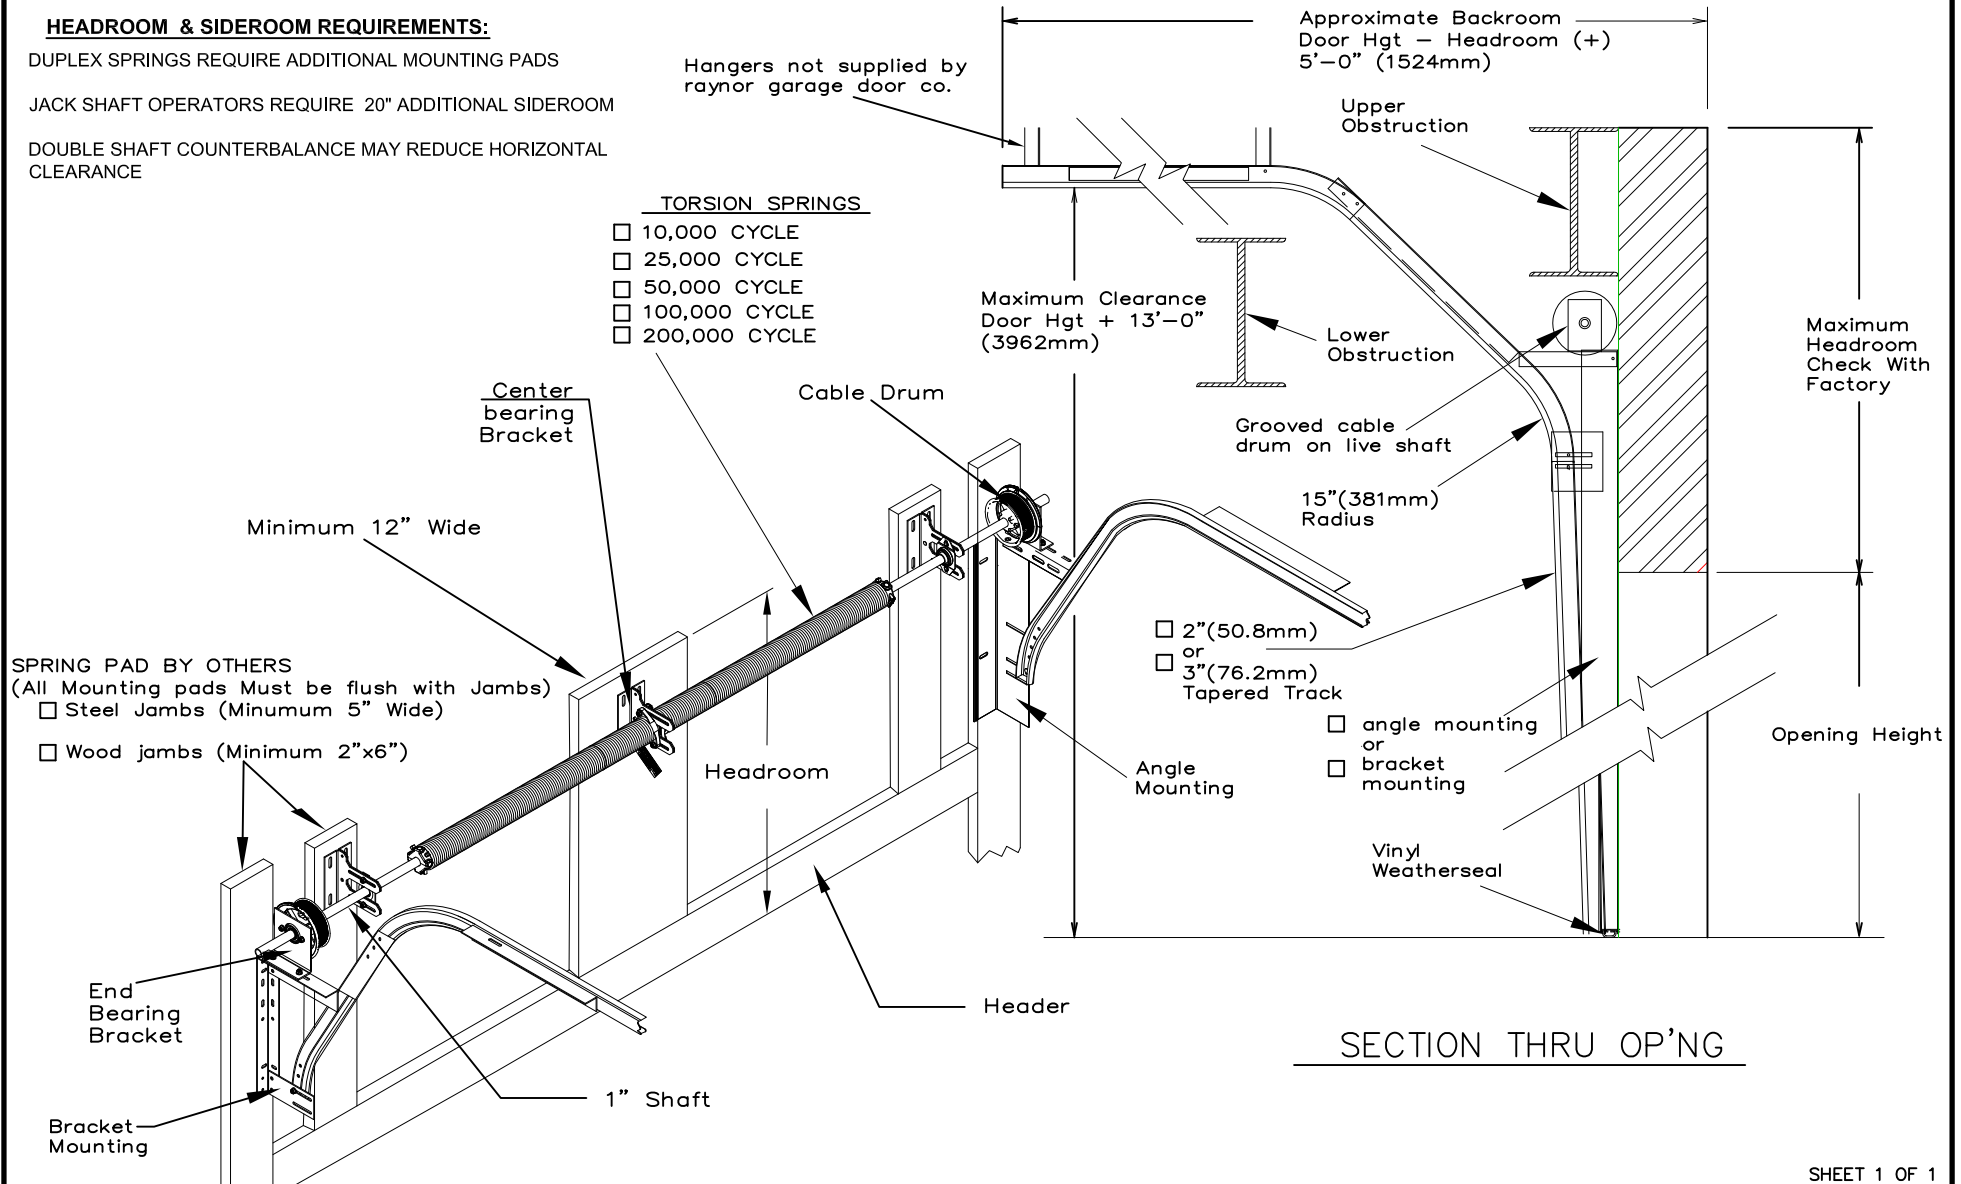 HEADROOM & SIDEROOM REQUIREMENTS:
DUPLEX SPRINGS REQUIRE ADDITIONAL MOUNTING PADS
JACK SHAFT OPERATORS REQUIRE 20" ADDITIONAL SIDEROOM
DOUBLE SHAFT COUNTERBALANCE MAY REDUCE HORIZONTAL
CLEARANCE
Hangers not supplied by
raynor garage door co.
Approximate Backroom
Door Hgt – Headroom (+)
5'–0" (1524mm)
Upper
Obstruction
TORSION SPRINGS
☐ 10,000 CYCLE
☐ 25,000 CYCLE
☐ 50,000 CYCLE
☐ 100,000 CYCLE
☐ 200,000 CYCLE
Maximum Clearance
Door Hgt + 13'–0"
(3962mm)
Lower
Obstruction
Maximum
Headroom
Check With
Factory
Center
bearing
Bracket
Cable Drum
Grooved cable
drum on live shaft
15"(381mm)
Radius
Minimum 12" Wide
☐ 2"(50.8mm)
or
☐ 3"(76.2mm)
Tapered Track
SPRING PAD BY OTHERS
(All Mounting pads Must be flush with Jambs)
☐ Steel Jambs (Minumum 5" Wide)
☐ Wood jambs (Minimum 2"x6")
Headroom
Angle
Mounting
☐ angle mounting
or
☐ bracket
mounting
Opening Height
Vinyl
Weatherseal
End
Bearing
Bracket
Header
1" Shaft
Bracket
Mounting
SECTION THRU OP'NG
SHEET 1 OF 1